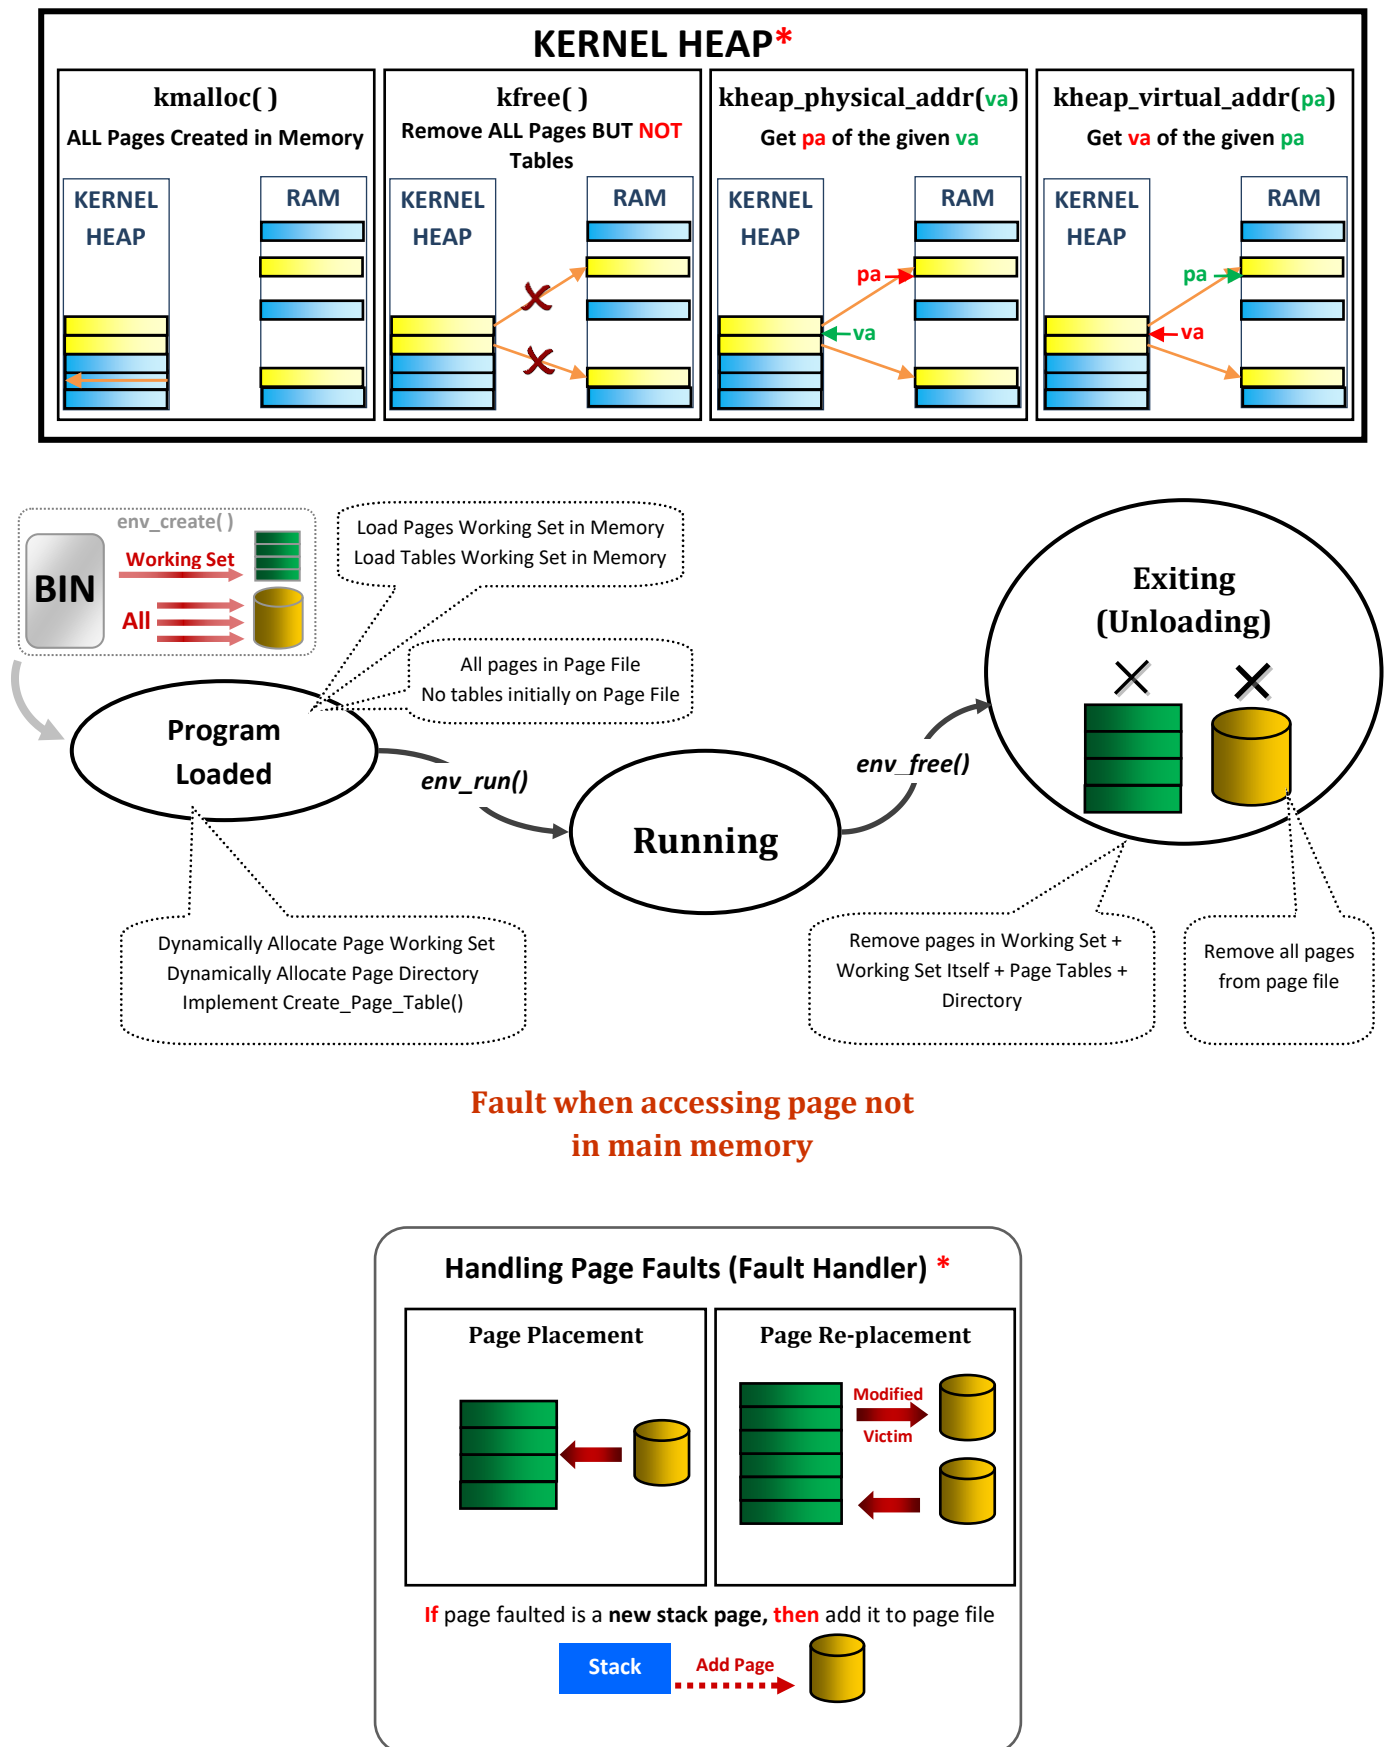 KERNEL HEAP*
kmalloc( )
ALL Pages Created in Memory
KERNEL
HEAP
RAM
kfree( )
Remove ALL Pages BUT NOT
Tables
KERNEL
HEAP
RAM
kheap_physical_addr(va)
Get pa of the given va
KERNEL
HEAP
RAM
pa
va
kheap_virtual_addr(pa)
Get va of the given pa
KERNEL
HEAP
RAM
pa
va
env_create( )
BIN
Working Set
All
Load Pages Working Set in Memory
Load Tables Working Set in Memory
All pages in Page File
No tables initially on Page File
Program
Loaded
env_run()
Running
env_free()
Exiting
(Unloading)
Dynamically Allocate Page Working Set
Dynamically Allocate Page Directory
Implement Create_Page_Table()
Remove pages in Working Set +
Working Set Itself + Page Tables +
Directory
Remove all pages
from page file
Fault when accessing page not
in main memory
Handling Page Faults (Fault Handler) *
Page Placement
Page Re-placement
Modified
Victim
If page faulted is a new stack page, then add it to page file
Stack
Add Page